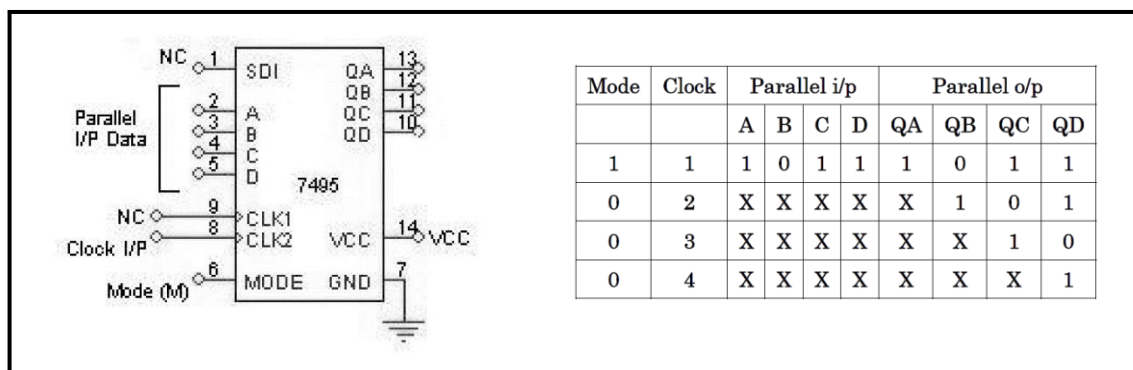 NC 1 SDI QA 13
QB 12
2 A QC 11
Parallel 3 B QD 10
I/P Data 4 C
5 D
7495
NC 9 CLK1
Clock I/P 8 CLK2 VCC 14 VCC
Mode (M) 6 MODE GND 7
Mode Clock Parallel i/p Parallel o/p
A B C D QA QB QC QD
1 1 1 0 1 1 1 0 1 1
0 2 X X X X X 1 0 1
0 3 X X X X X X 1 0
0 4 X X X X X X X 1